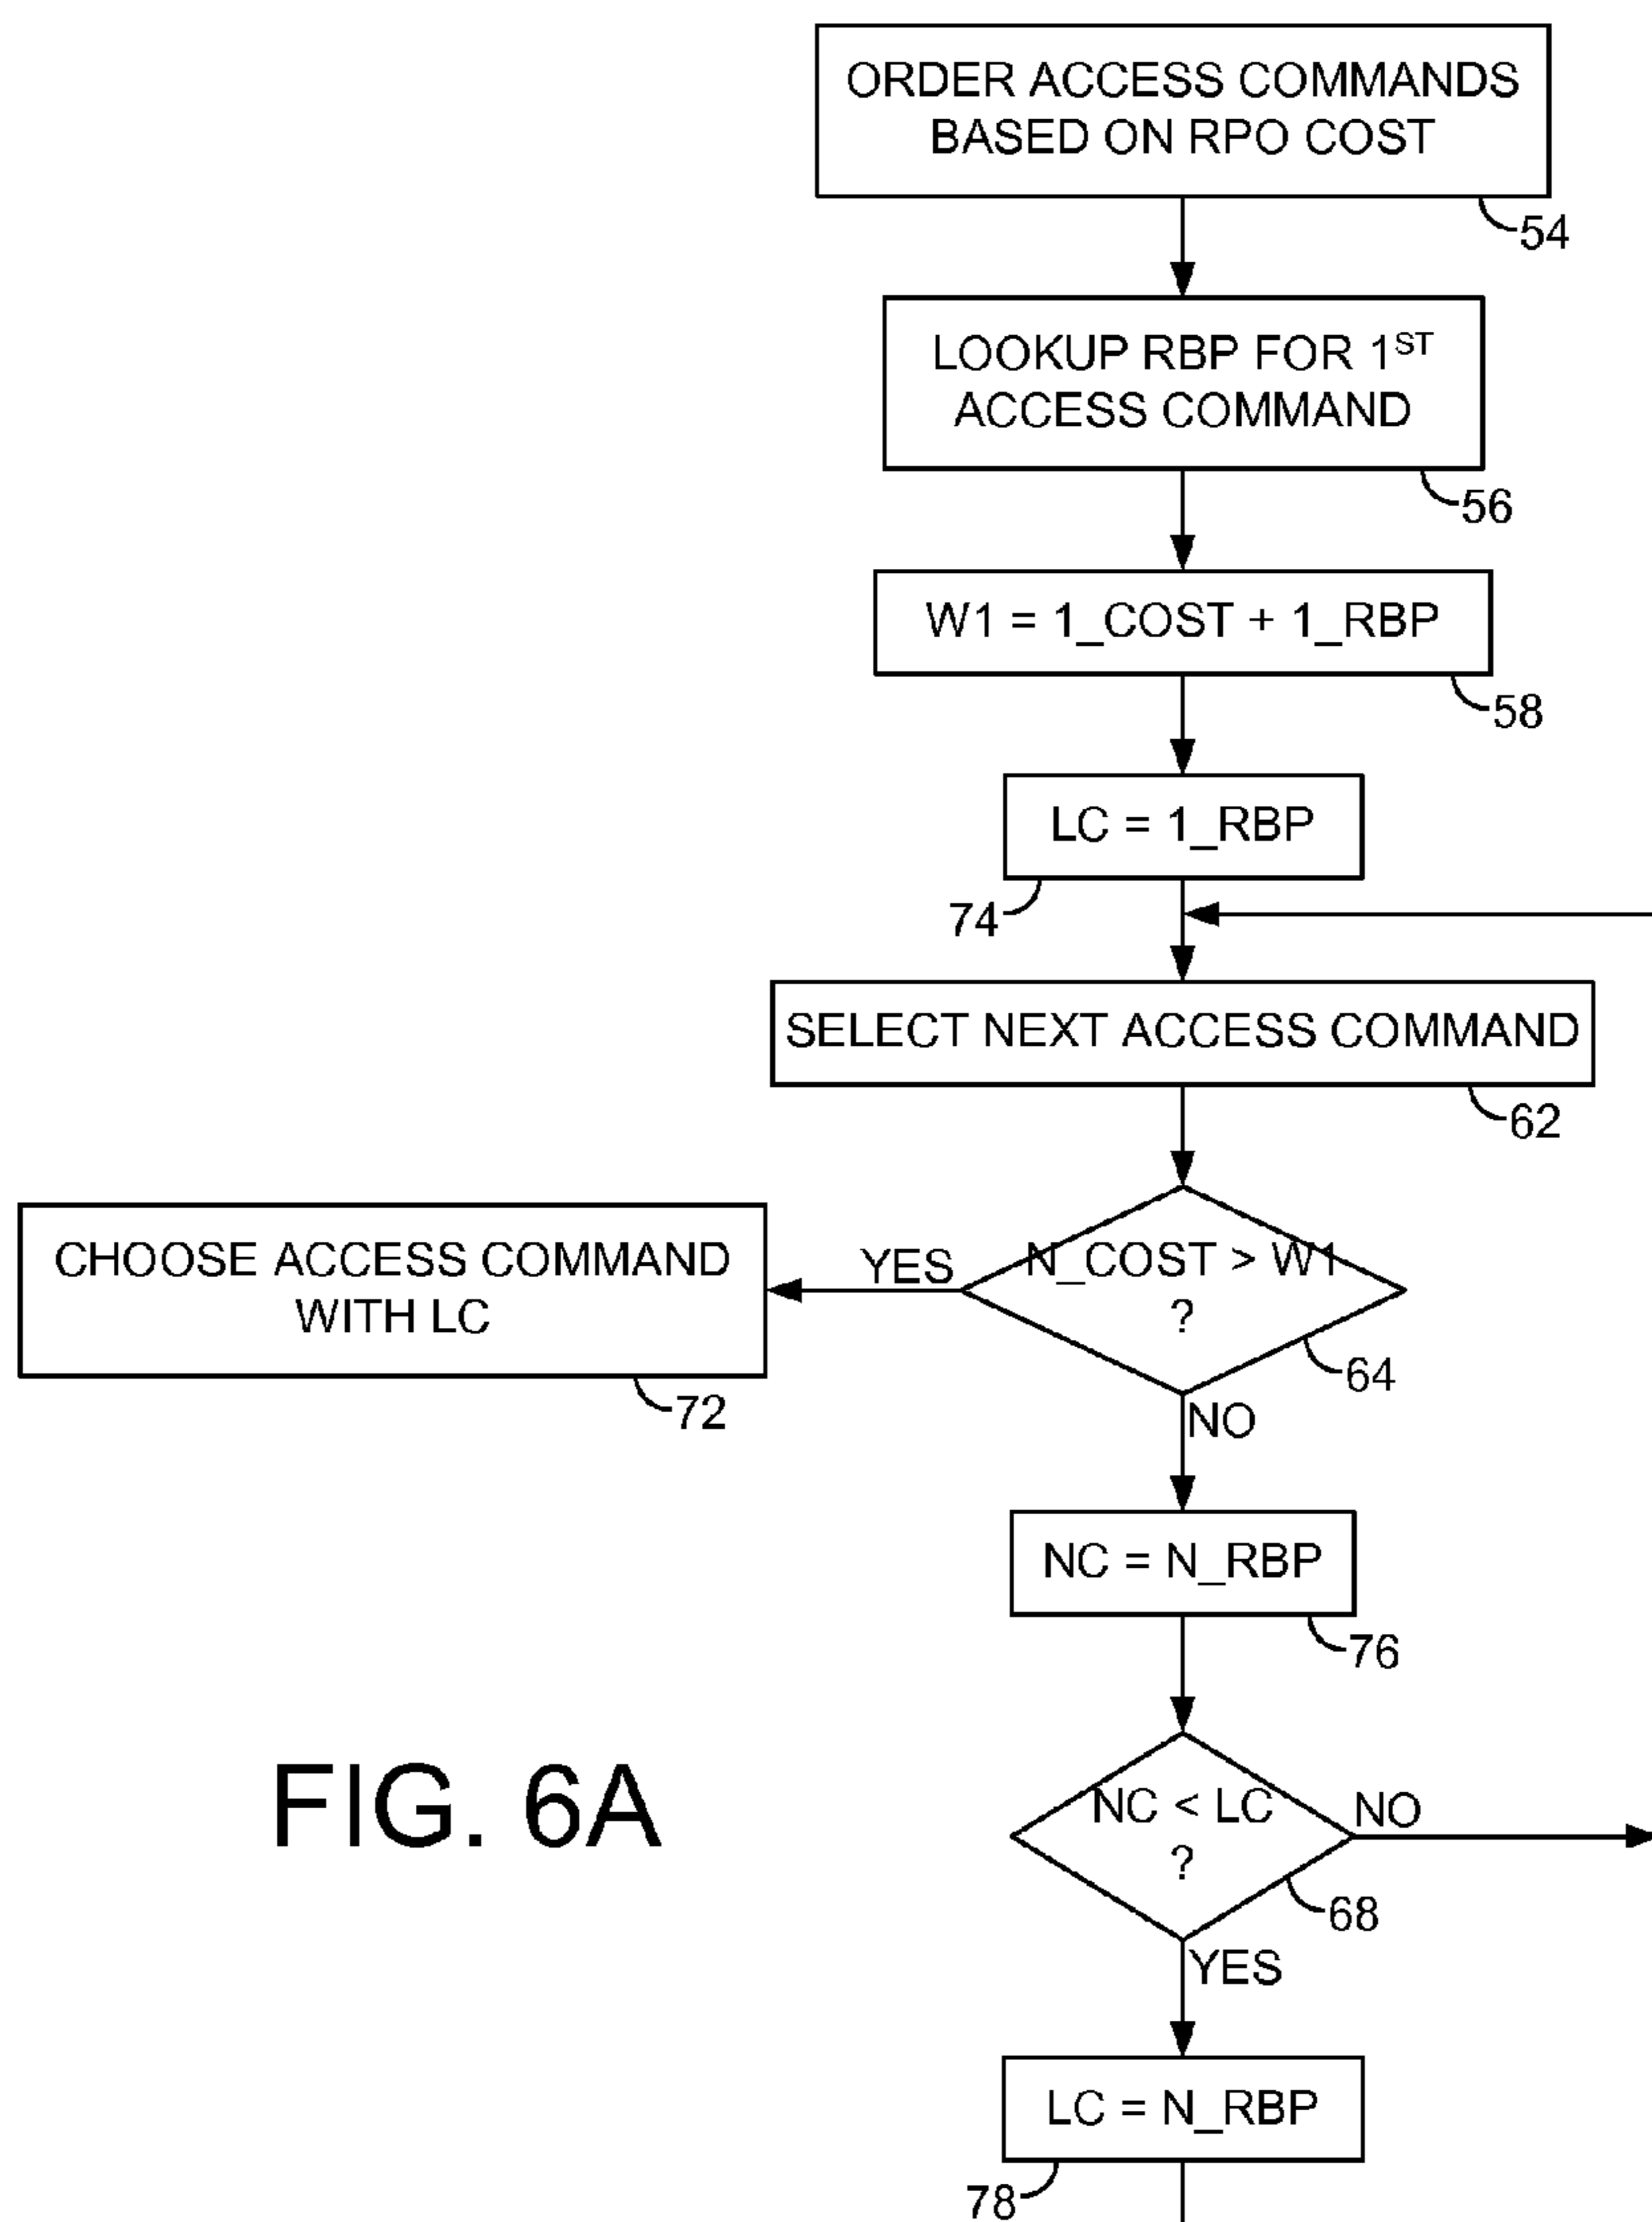 ORDER ACCESS COMMANDS
BASED ON RPO COST
54
LOOKUP RBP FOR 1ST
ACCESS COMMAND
56
W1 = 1_COST + 1_RBP
58
LC = 1_RBP
74
SELECT NEXT ACCESS COMMAND
62
CHOOSE ACCESS COMMAND
WITH LC
72
YES
N_COST > W1
?
64
NO
NC = N_RBP
76
FIG. 6A
NC < LC
?
NO
68
YES
LC = N_RBP
78